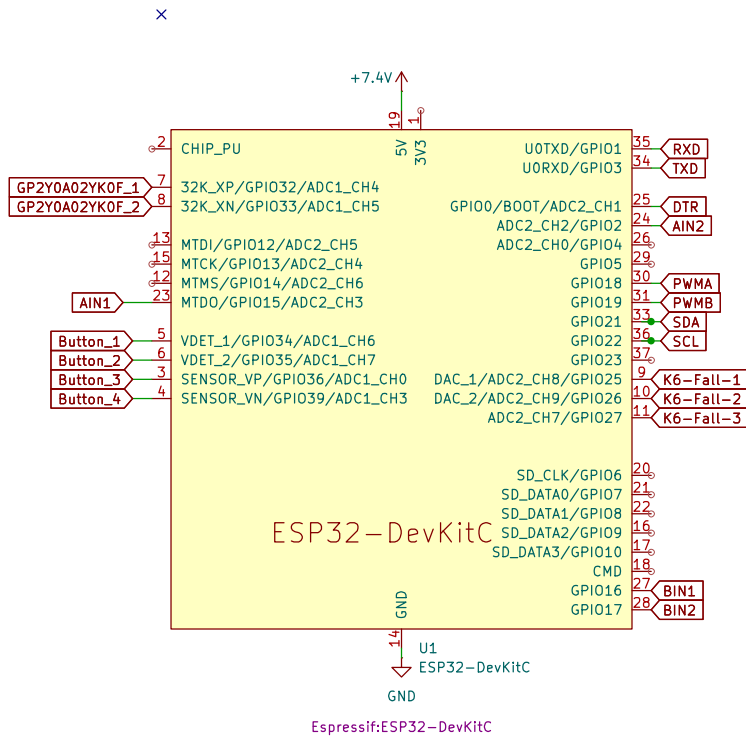 +7.4V
19
1
5V
3V3
2
CHIP_PU
GP2Y0A02YK0F_1
7
32K_XP/GPIO32/ADC1_CH4
GP2Y0A02YK0F_2
8
32K_XN/GPIO33/ADC1_CH5
13
MTDI/GPIO12/ADC2_CH5
15
MTCK/GPIO13/ADC2_CH4
12
MTMS/GPIO14/ADC2_CH6
AIN1
23
MTDO/GPIO15/ADC2_CH3
Button_1
5
VDET_1/GPIO34/ADC1_CH6
Button_2
6
VDET_2/GPIO35/ADC1_CH7
Button_3
3
SENSOR_VP/GPIO36/ADC1_CH0
Button_4
4
SENSOR_VN/GPIO39/ADC1_CH3
U0TXD/GPIO1
35
RXD
U0RXD/GPIO3
34
TXD
GPIO0/BOOT/ADC2_CH1
25
DTR
ADC2_CH2/GPIO2
24
AIN2
ADC2_CH0/GPIO4
26
GPIO5
29
GPIO18
30
PWMA
GPIO19
31
PWMB
GPIO21
33
SDA
GPIO22
36
SCL
GPIO23
37
DAC_1/ADC2_CH8/GPIO25
9
K6-Fall-1
DAC_2/ADC2_CH9/GPIO26
10
K6-Fall-2
ADC2_CH7/GPIO27
11
K6-Fall-3
SD_CLK/GPIO6
20
SD_DATA0/GPIO7
21
SD_DATA1/GPIO8
22
SD_DATA2/GPIO9
16
SD_DATA3/GPIO10
17
CMD
18
GPIO16
27
BIN1
GPIO17
28
BIN2
ESP32-DevKitC
GND
14
U1
ESP32-DevKitC
GND
Espressif:ESP32-DevKitC